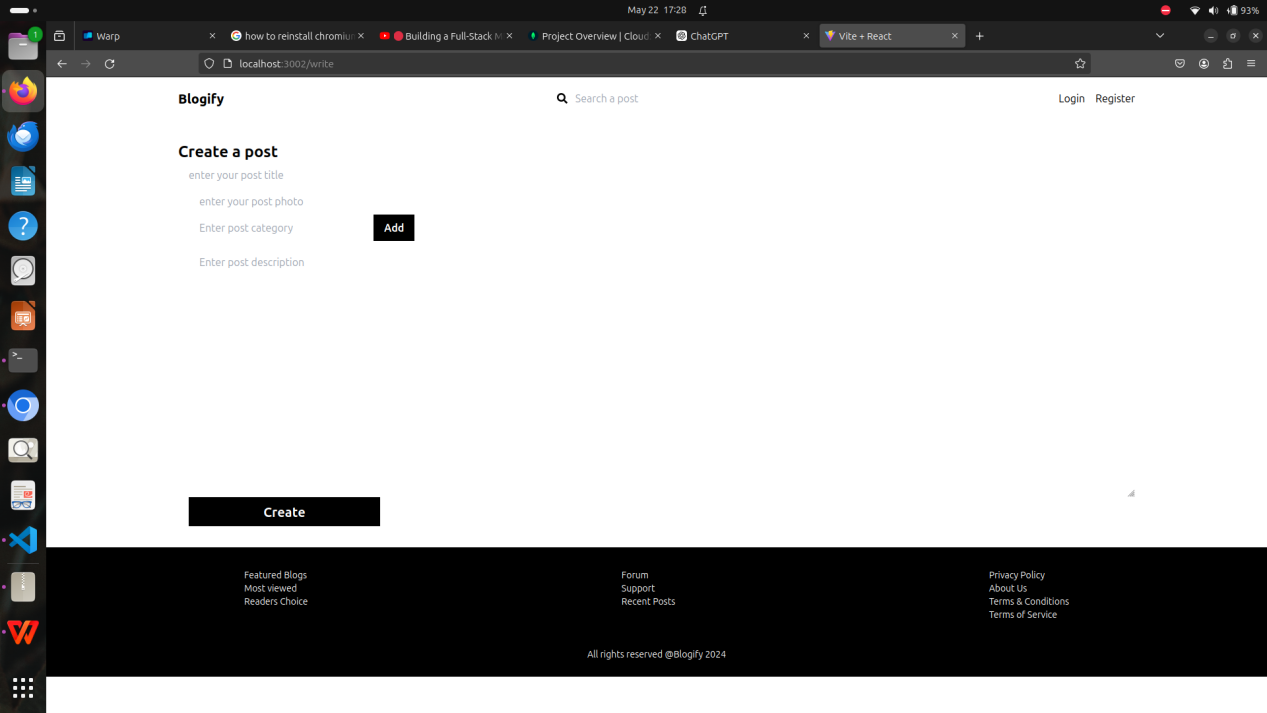 May 22 17:28
93%
1
Warp
how to reinstall chromiun
Building a Full-Stack M
Project Overview | Cloud:
ChatGPT
Vite + React
localhost:3002/write
Blogify
Search a post
Login Register
Create a post
enter your post title
enter your post photo
Enter post category
Add
Enter post description
Create
Featured Blogs
Most viewed
Readers Choice
Forum
Support
Recent Posts
Privacy Policy
About Us
Terms & Conditions
Terms of Service
All rights reserved @Blogify 2024